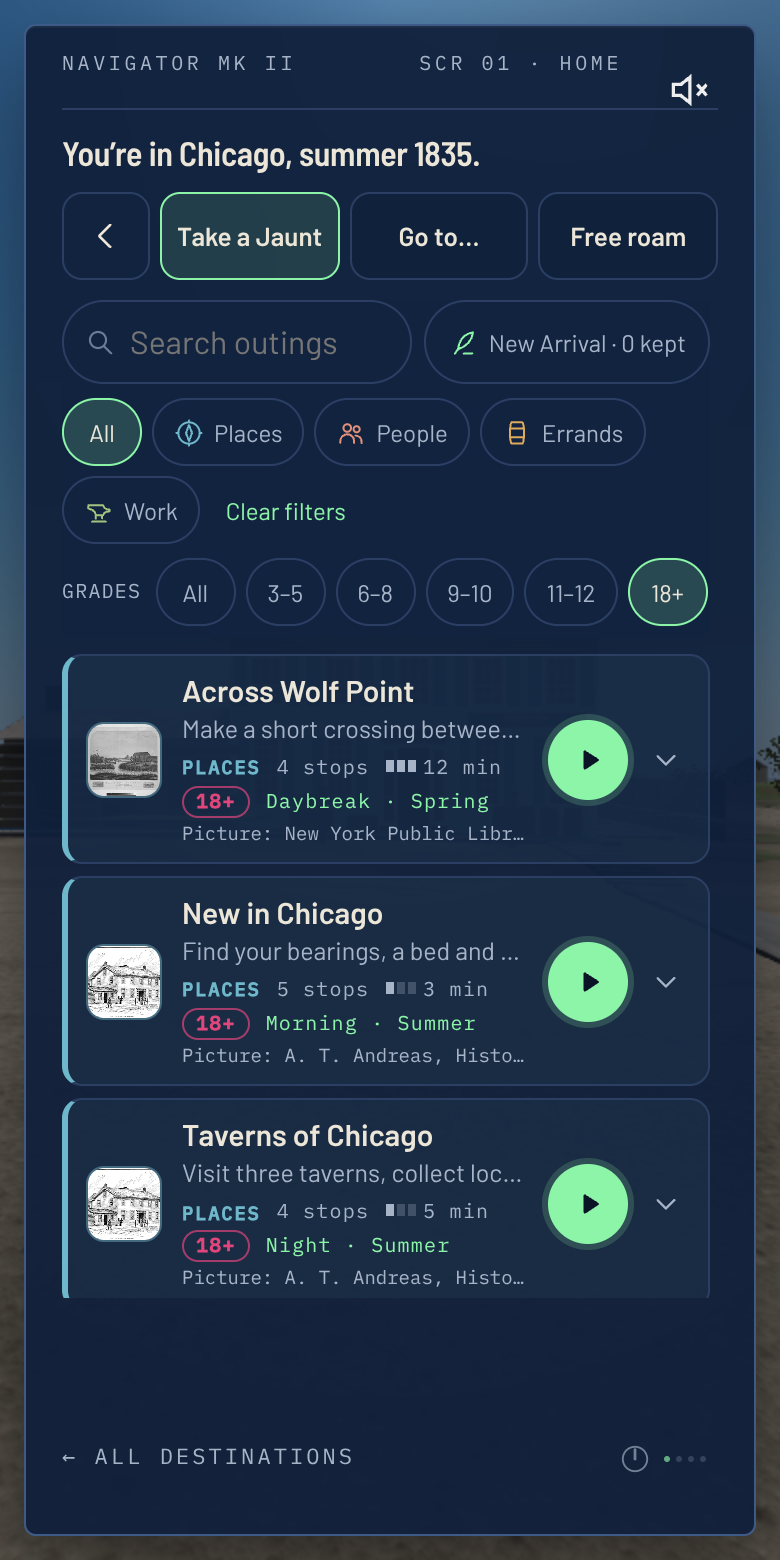 NAVIGATOR MK II SCR 01 · HOME
You’re in Chicago, summer 1835.
Take a Jaunt Go to… Free roam
Search outings New Arrival · 0 kept
All Places People Errands
Work Clear filters
GRADES All 3–5 6–8 9–10 11–12 18+
Across Wolf Point
Make a short crossing betwee…
PLACES 4 stops 12 min
18+ Daybreak · Spring
Picture: New York Public Libr…
New in Chicago
Find your bearings, a bed and …
PLACES 5 stops 3 min
18+ Morning · Summer
Picture: A. T. Andreas, Histo…
Taverns of Chicago
Visit three taverns, collect loc…
PLACES 4 stops 5 min
18+ Night · Summer
Picture: A. T. Andreas, Histo…
← ALL DESTINATIONS